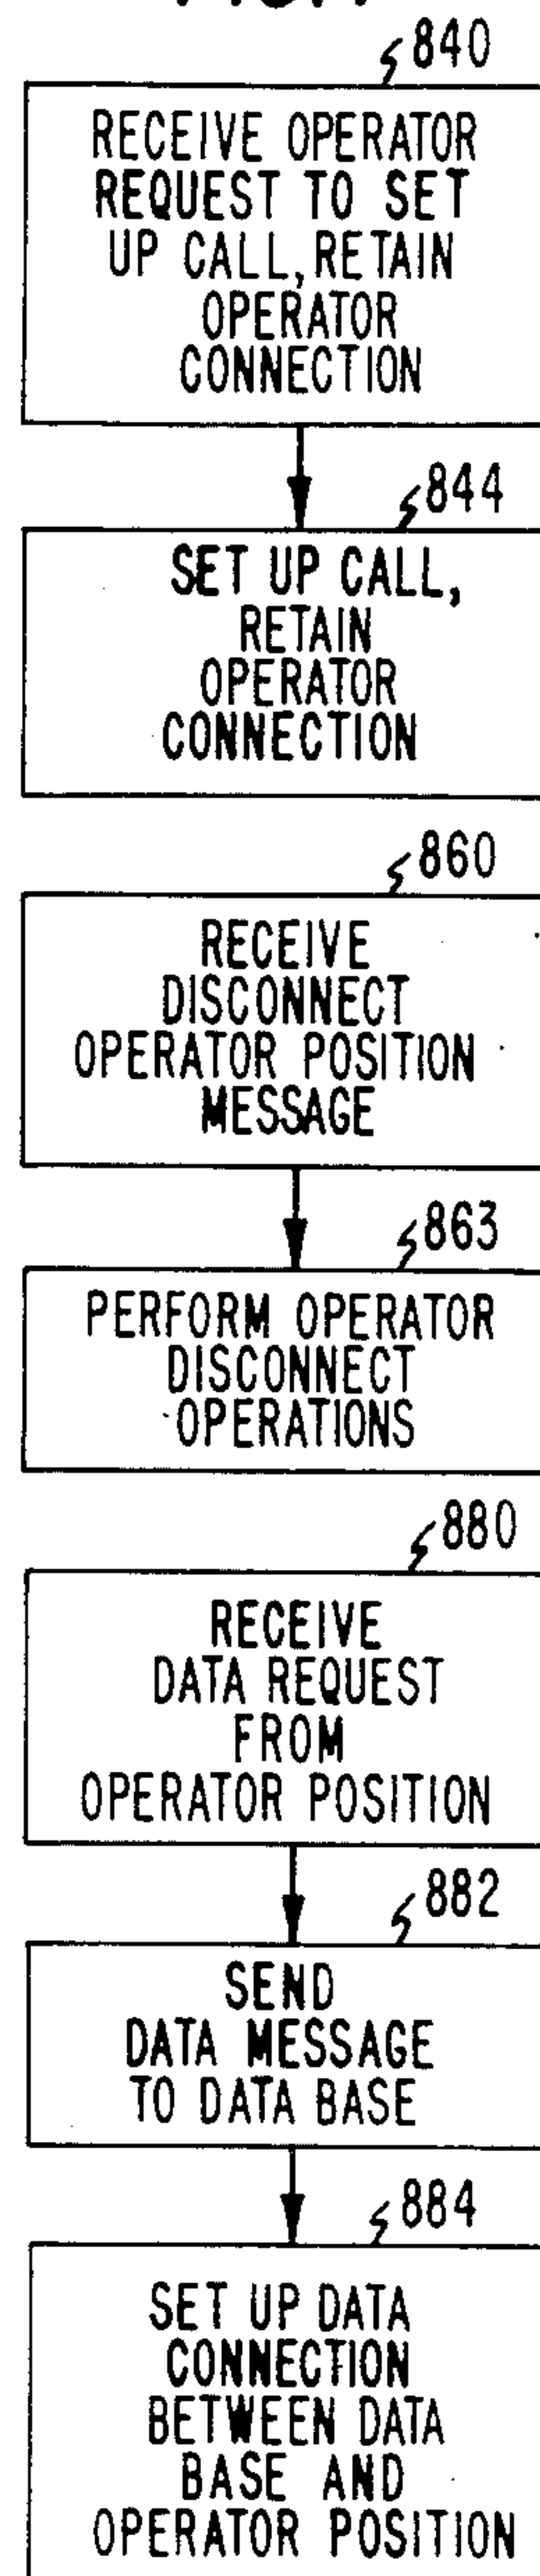 840
RECEIVE OPERATOR
REQUEST TO SET
UP CALL, RETAIN
OPERATOR
CONNECTION
844
SET UP CALL,
RETAIN
OPERATOR
CONNECTION
860
RECEIVE
DISCONNECT
OPERATOR POSITION
MESSAGE
863
PERFORM OPERATOR
DISCONNECT
OPERATIONS
880
RECEIVE
DATA REQUEST
FROM
OPERATOR POSITION
882
SEND
DATA MESSAGE
TO DATA BASE
884
SET UP DATA
CONNECTION
BETWEEN DATA
BASE AND
OPERATOR POSITION